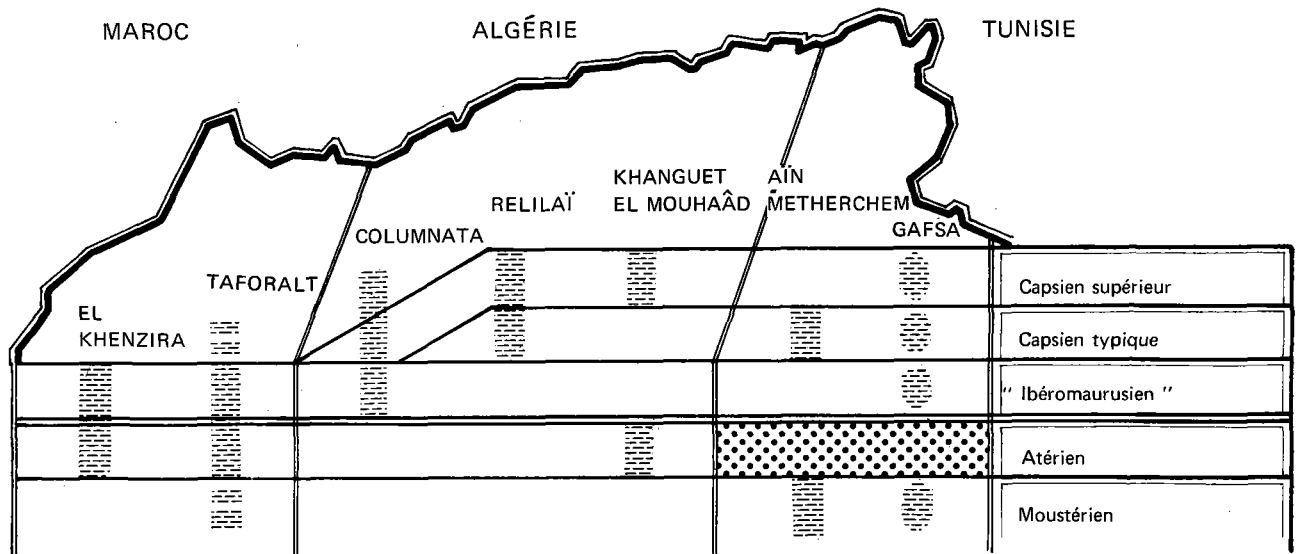 MAROC
ALGÉRIE
TUNISIE
KHANGUET
EL MOUHAÂD
AÏN
METHERCHEM
RELILAÏ
GAFSA
COLUMNATA
TAFORALT
EL
KHENZIRA
Capsien supérieur
Capsien typique
“ Ibéromaurusien ”
Atérien
Moustérien